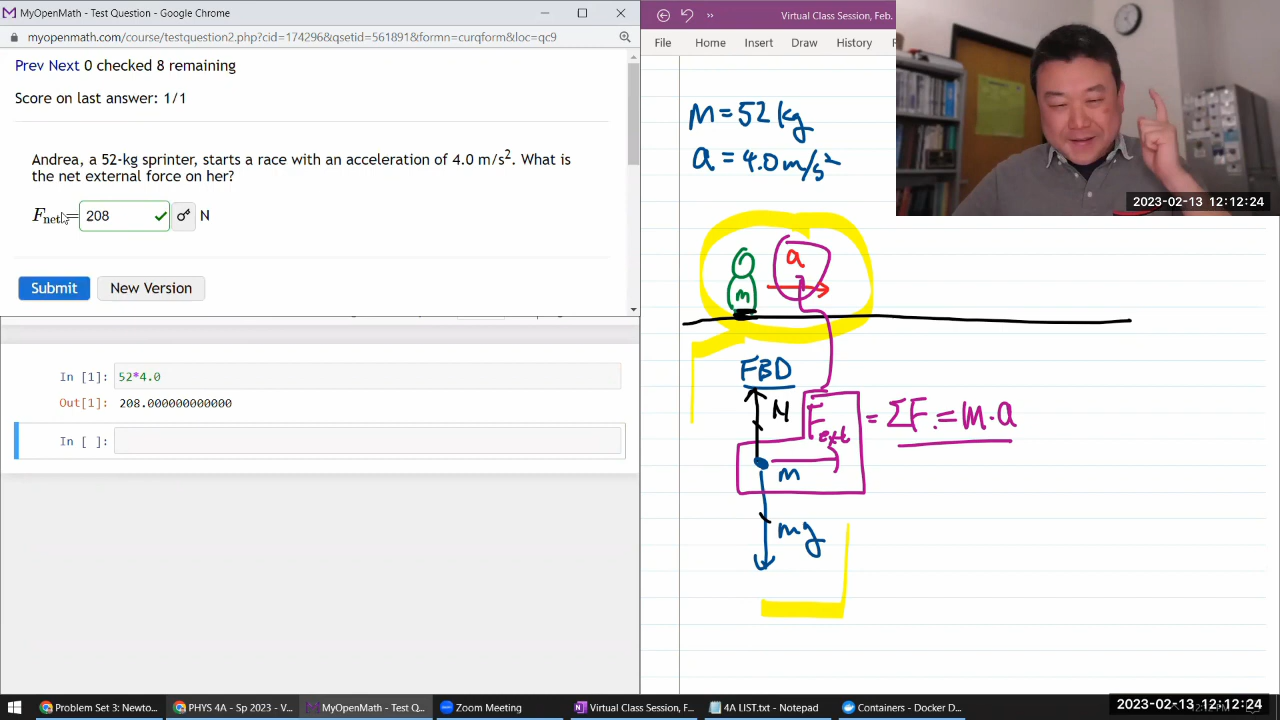 MyOpenMath - Test Question - Google Chrome
myopenmath.com/course/testquestion2.php?cid=174296&qsetid=561891&formn=curqform&loc=qc9
Prev Next 0 checked 8 remaining
Score on last answer: 1/1
Andrea, a 52-kg sprinter, starts a race with an acceleration of 4.0 m/s². What is
the net external force on her?
Fnet = 208 N
Submit New Version
In [1]: 52*4.0
Out[1]: 208.000000000000
In [ ]:
Virtual Class Session, Feb.
File Home Insert Draw History
M = 52 kg
a = 4.0 m/s²
a
m
FBD
N
Fext = ΣF = m·a
m
mg
2023-02-13 12:12:24
Problem Set 3: Newto...
PHYS 4A - Sp 2023 - V...
MyOpenMath - Test Q...
Zoom Meeting
Virtual Class Session, F...
4A LIST.txt - Notepad
Containers - Docker D...
2023-02-13 12:12:24